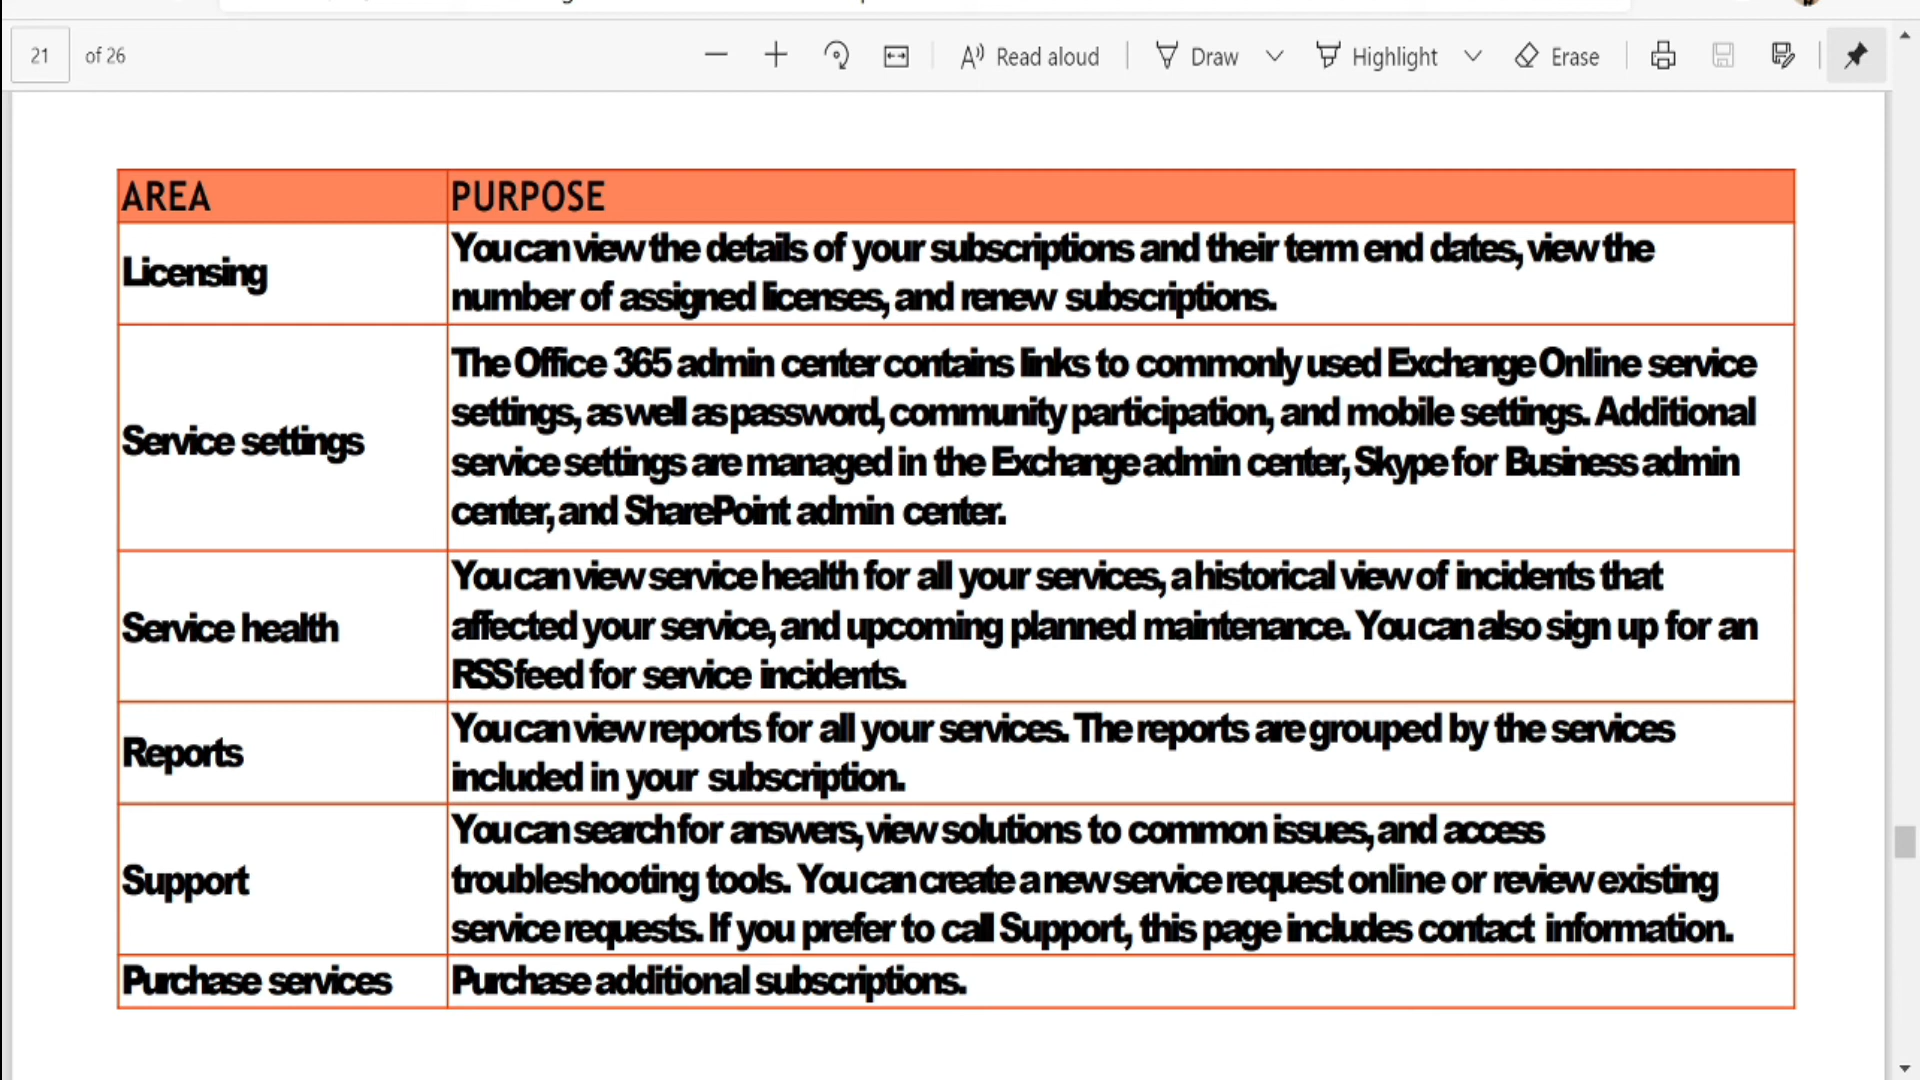 21 of 26 Read aloud Draw Highlight Erase
AREA PURPOSE
Licensing
You can view the details of your subscriptions and their term end dates, view the
number of assigned licenses, and renew subscriptions.
Service settings
The Office 365 admin center contains links to commonly used Exchange Online service
settings, as well as password, community participation, and mobile settings. Additional
service settings are managed in the Exchange admin center, Skype for Business admin
center, and SharePoint admin center.
Service health
You can view service health for all your services, a historical view of incidents that
affected your service, and upcoming planned maintenance. You can also sign up for an
RSS feed for service incidents.
Reports
You can view reports for all your services. The reports are grouped by the services
included in your subscription.
Support
You can search for answers, view solutions to common issues, and access
troubleshooting tools. You can create a new service request online or review existing
service requests. If you prefer to call Support, this page includes contact information.
Purchase services
Purchase additional subscriptions.